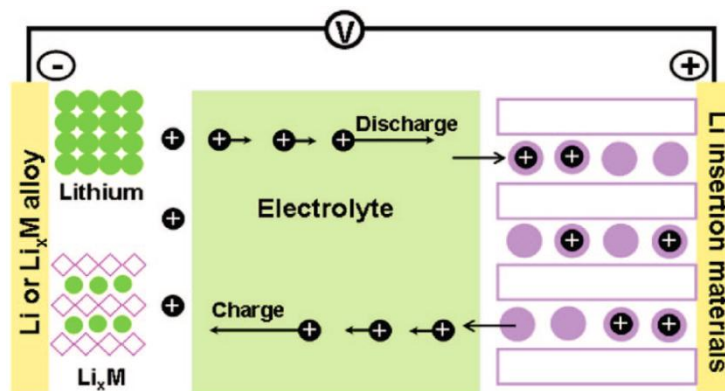 V
-
+
Li or LiₓM alloy
Lithium
LiₓM
+
+
+
+
+
+
Discharge
Electrolyte
Charge
+
+
+
+
+
+
+
+
+
Li insertion materials